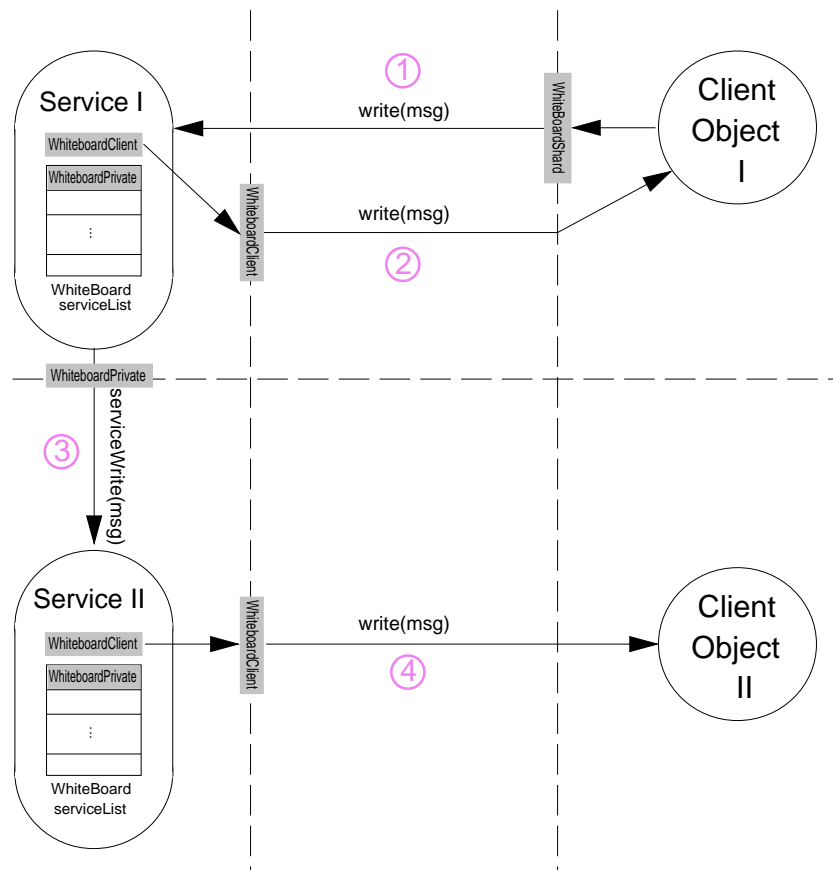 1
write(msg)
Service I
WhiteboardClient
WhiteboardPrivate
⋮
WhiteBoard
serviceList
WhiteBoardShard
Client
Object
I
WhiteboardClient
write(msg)
2
WhiteboardPrivate
3
serviceWrite(msg)
Service II
WhiteboardClient
WhiteboardPrivate
⋮
WhiteBoard
serviceList
WhiteboardClient
write(msg)
4
Client
Object
II